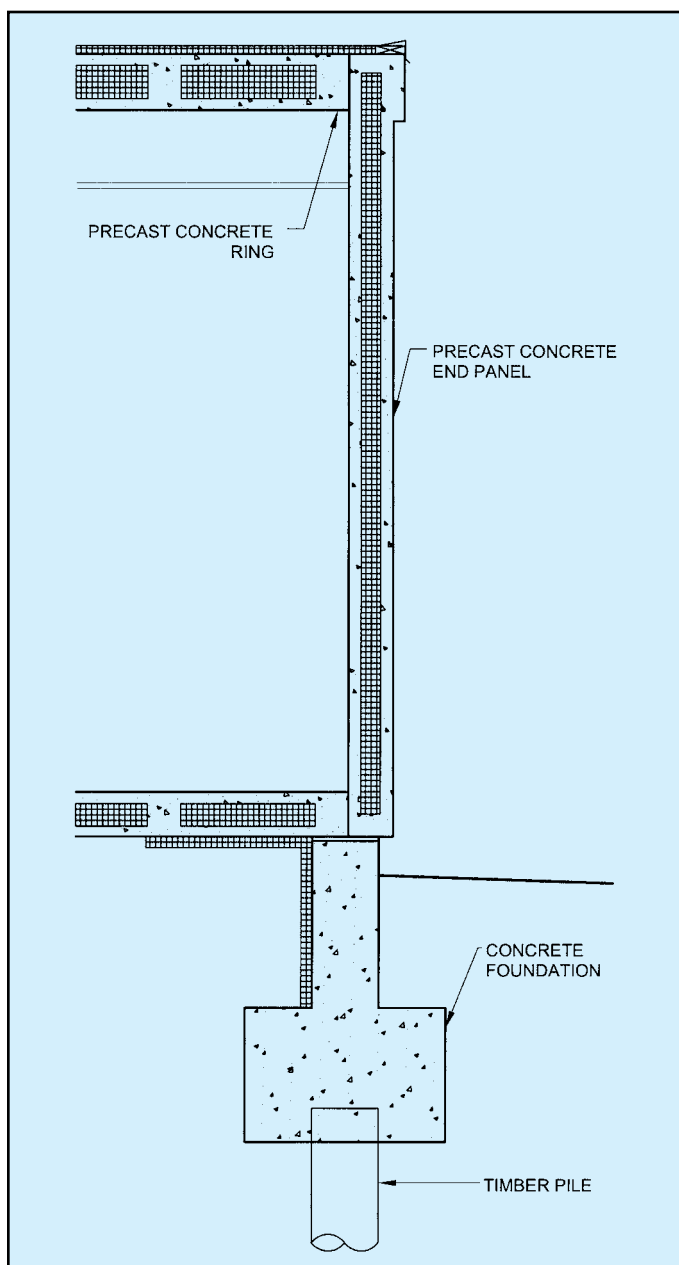 PRECAST CONCRETE
RING
PRECAST CONCRETE
END PANEL
CONCRETE
FOUNDATION
TIMBER PILE